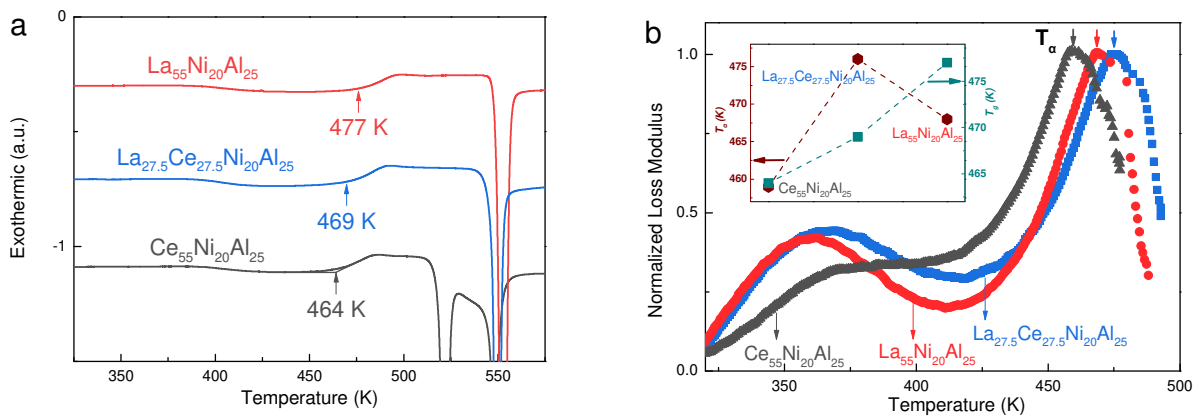 a
0
-1
Exothermic (a.u.)
La55Ni20Al25
477 K
La27.5Ce27.5Ni20Al25
469 K
Ce55Ni20Al25
464 K
350 400 450 500 550
Temperature (K)
b
1.0
0.5
0.0
Normalized Loss Modulus
Tα
475
470
465
460
Tα (K)
La27.5Ce27.5Ni20Al25
La55Ni20Al25
Ce55Ni20Al25
475
470
465
Tg (K)
Ce55Ni20Al25
La55Ni20Al25
La27.5Ce27.5Ni20Al25
350 400 450 500
Temperature (K)